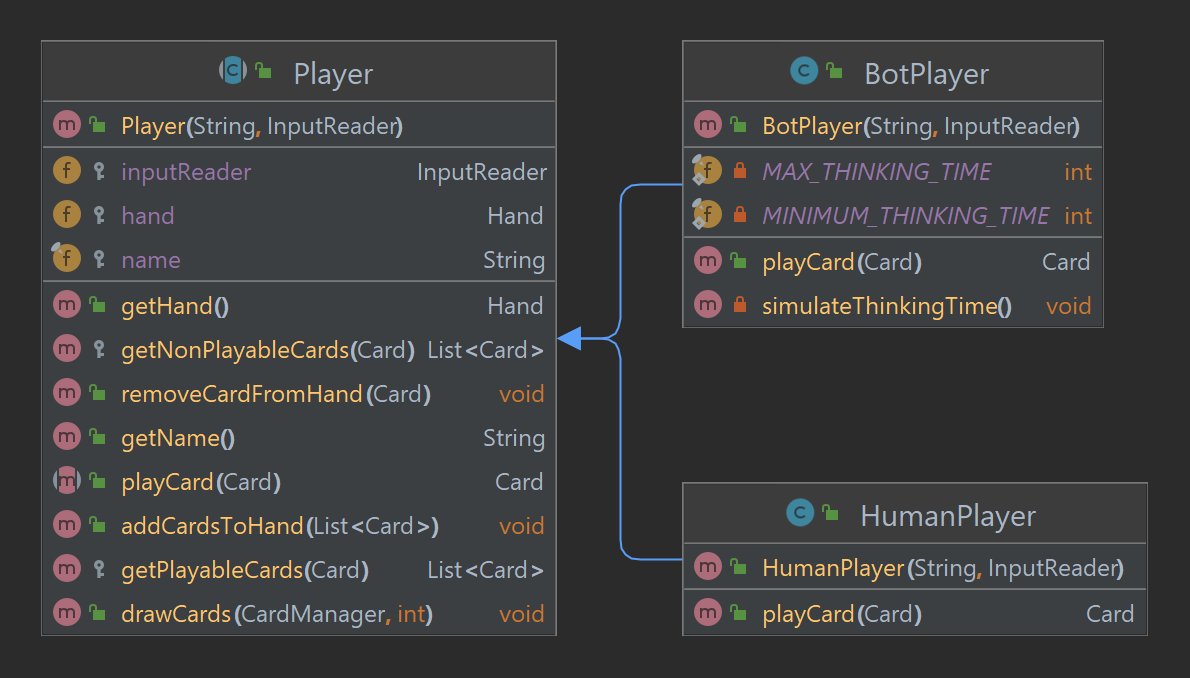 C Player
m Player(String, InputReader)
f inputReader InputReader
f hand Hand
f name String
m getHand() Hand
m getNonPlayableCards(Card) List<Card>
m removeCardFromHand(Card) void
m getName() String
m playCard(Card) Card
m addCardsToHand(List<Card>) void
m getPlayableCards(Card) List<Card>
m drawCards(CardManager, int) void
C BotPlayer
m BotPlayer(String, InputReader)
f MAX_THINKING_TIME int
f MINIMUM_THINKING_TIME int
m playCard(Card) Card
m simulateThinkingTime() void
C HumanPlayer
m HumanPlayer(String, InputReader)
m playCard(Card) Card